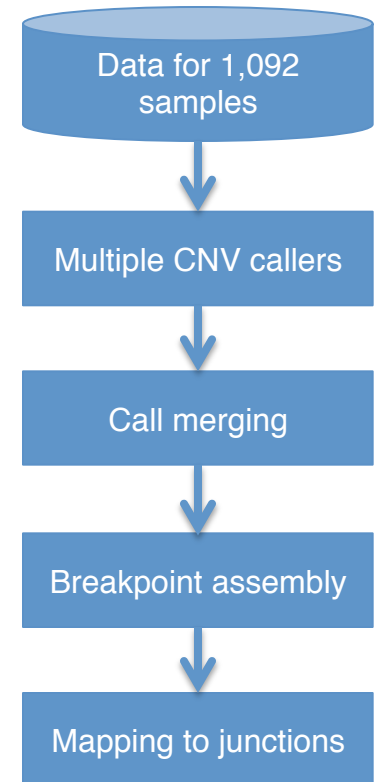 Data for 1,092
samples
Multiple CNV callers
Call merging
Breakpoint assembly
Mapping to junctions